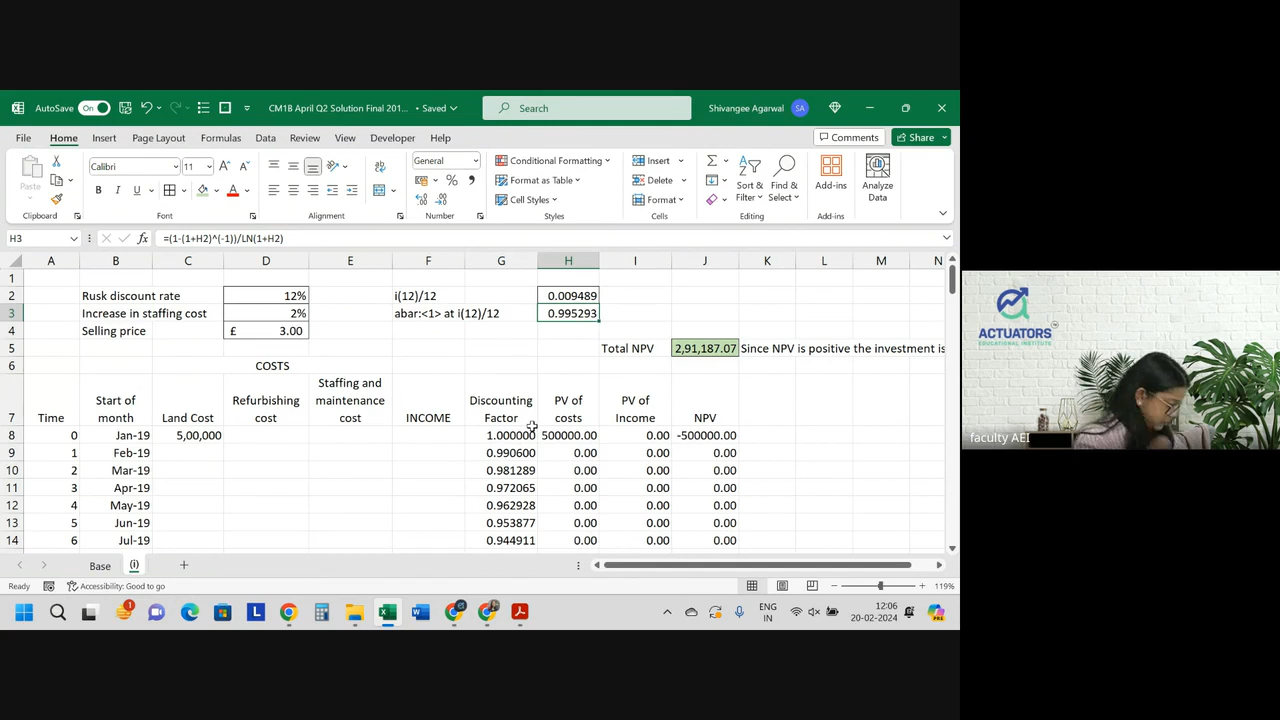 AutoSave On CM1B April Q2 Solution Final 201... • Saved Search Shivangee Agarwal SA
File Home Insert Page Layout Formulas Data Review View Developer Help Comments Share
Paste Calibri 11 General Conditional Formatting Insert
B I U Format as Table Delete Sort & Filter Find & Select Add-ins Analyze Data
Cell Styles Format
Clipboard Font Alignment Number Styles Cells Editing Add-ins
H3 fx =(1-(1+H2)^(-1))/LN(1+H2)
A B C D E F G H I J K L M N
1
2 Rusk discount rate 12% i(12)/12 0.009489
3 Increase in staffing cost 2% abar:<1> at i(12)/12 0.995293
4 Selling price £ 3.00
5 Total NPV 2,91,187.07 Since NPV is positive the investment is
6 COSTS
7 Time Start of month Land Cost Refurbishing cost Staffing and maintenance cost INCOME Discounting Factor PV of costs PV of Income NPV
8 0 Jan-19 5,00,000 1.000000 500000.00 0.00 -500000.00
9 1 Feb-19 0.990600 0.00 0.00 0.00
10 2 Mar-19 0.981289 0.00 0.00 0.00
11 3 Apr-19 0.972065 0.00 0.00 0.00
12 4 May-19 0.962928 0.00 0.00 0.00
13 5 Jun-19 0.953877 0.00 0.00 0.00
14 6 Jul-19 0.944911 0.00 0.00 0.00
Base (i)
Ready Accessibility: Good to go 119%
ENG IN 12:06 20-02-2024
ACTUATORS
EDUCATIONAL INSTITUTE
faculty AEI